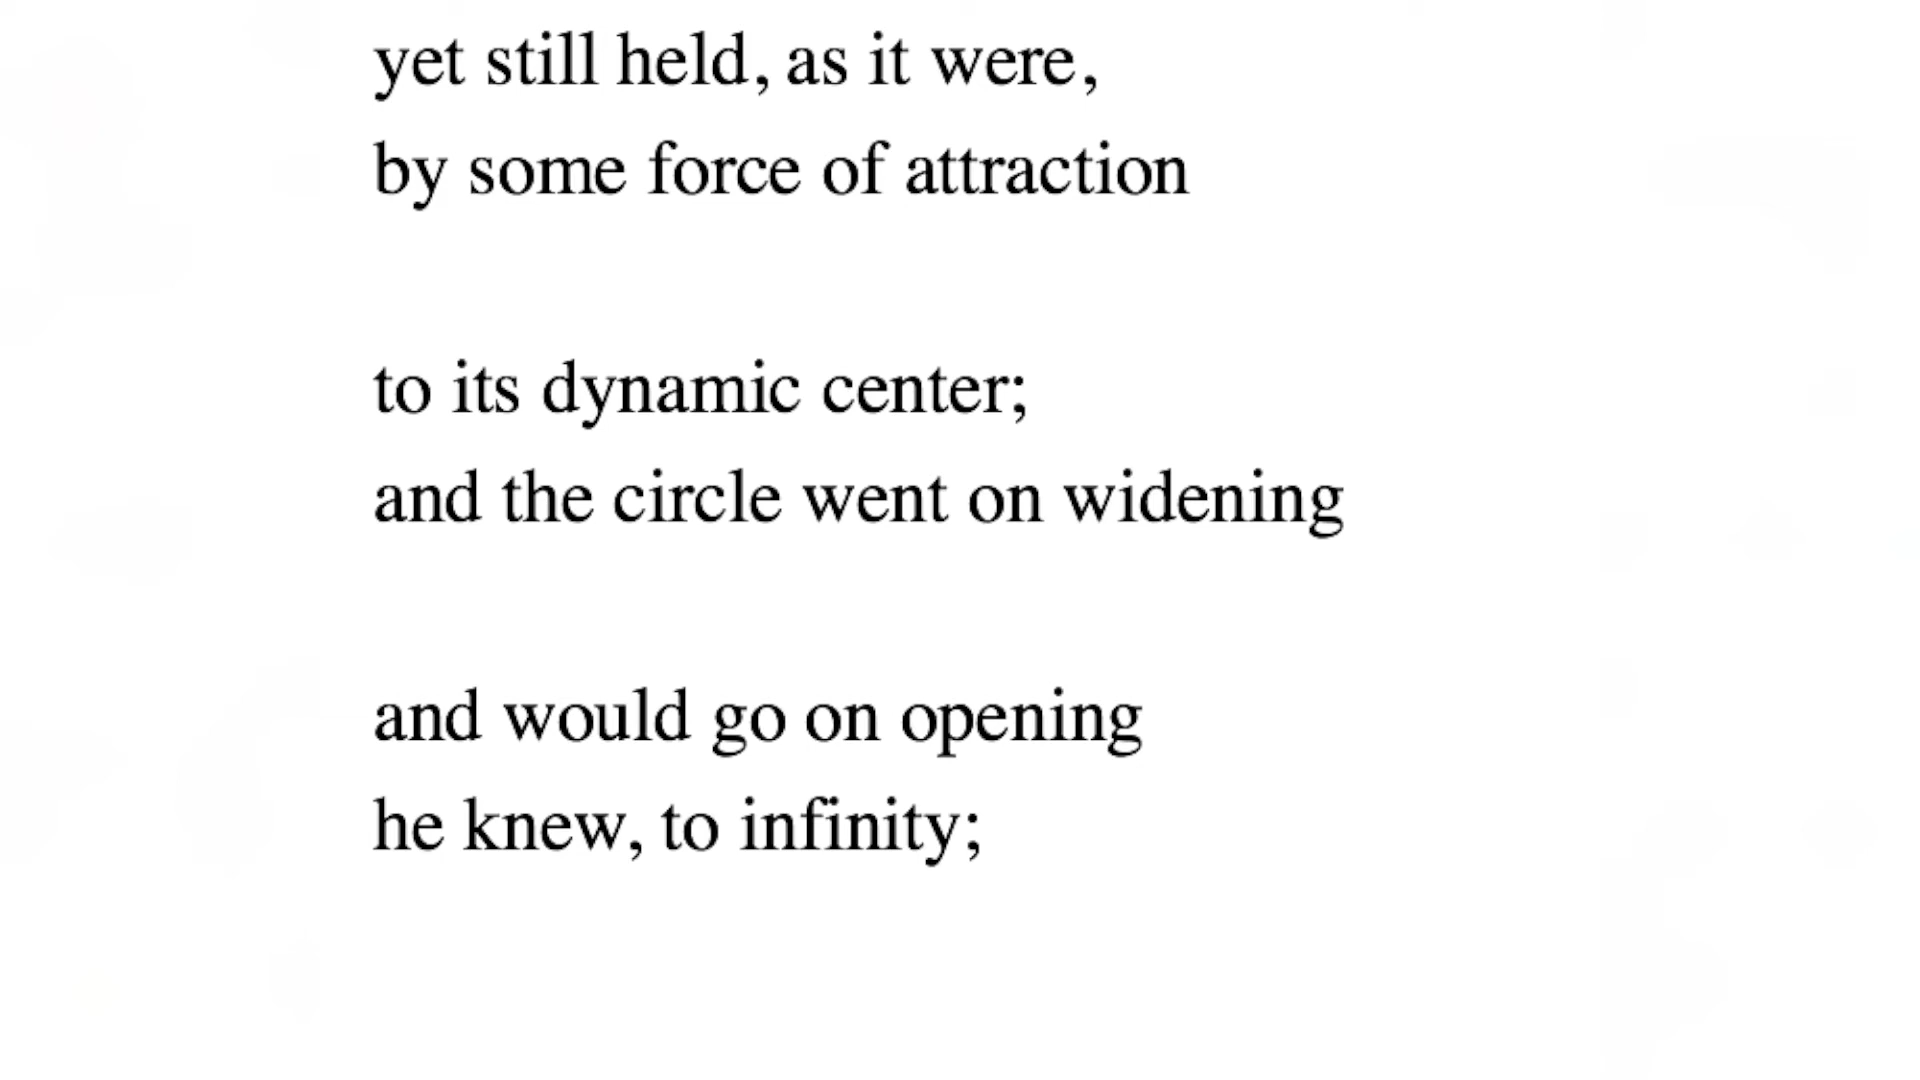 yet still held, as it were,
by some force of attraction
to its dynamic center;
and the circle went on widening
and would go on opening
he knew, to infinity;